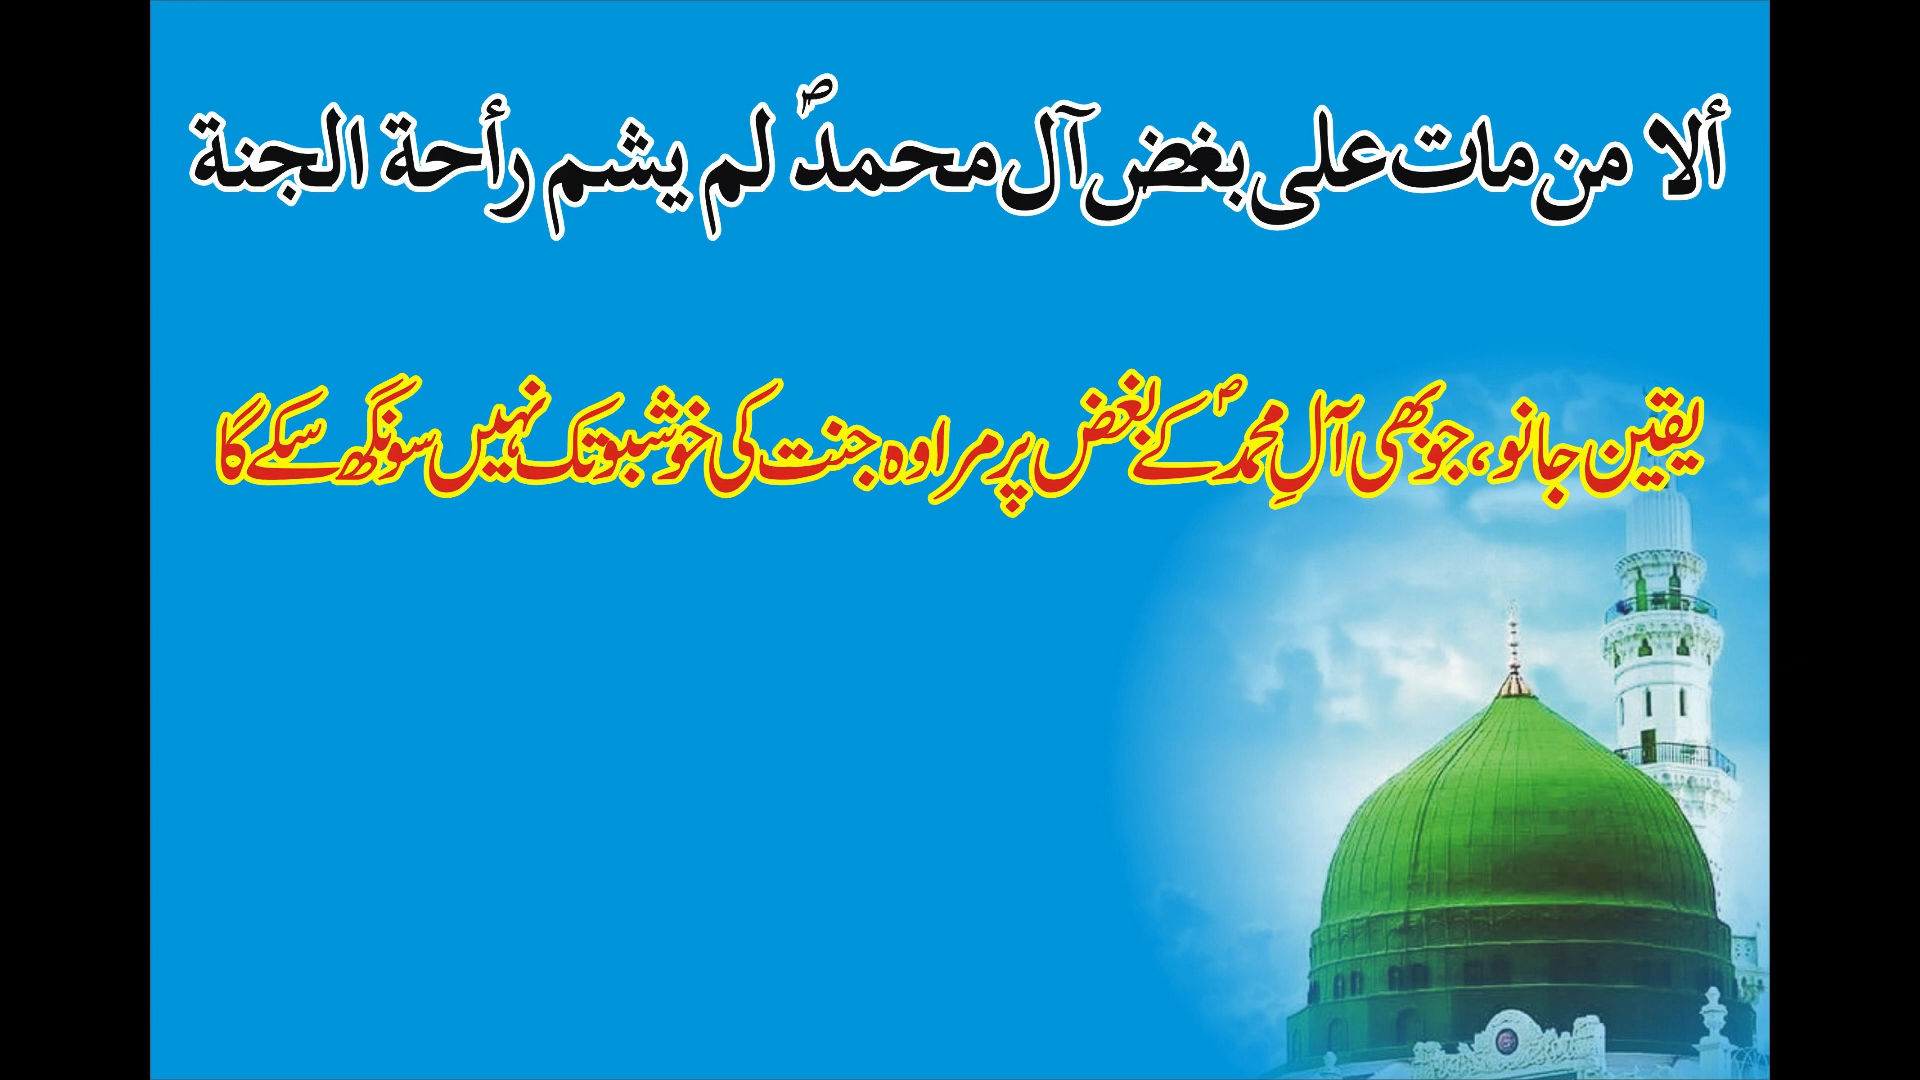 ألا من مات على بغض آل محمدؐ لم يشم رأحة الجنة
یقین جانو، جو بھی آلِ محمدؐ کے بغض پر مرا وہ جنت کی خوشبو تک نہیں سونگھ سکے گا